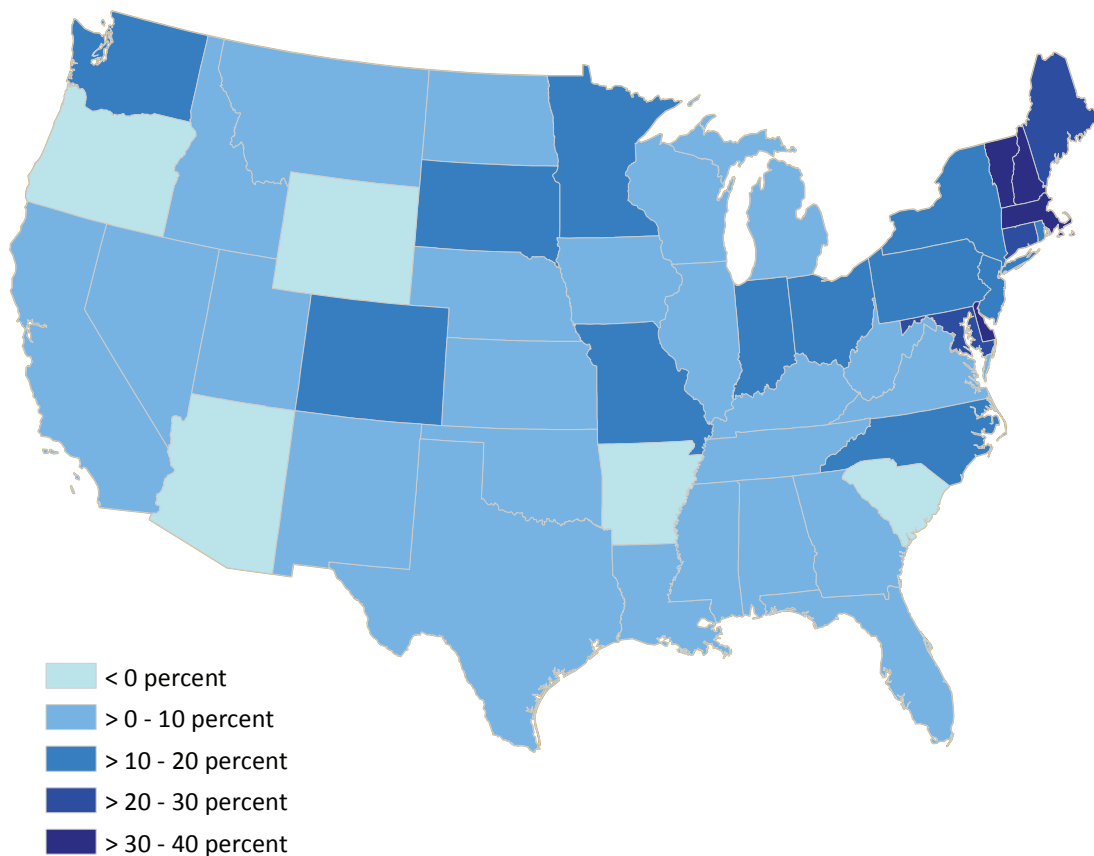 < 0 percent
> 0 - 10 percent
> 10 - 20 percent
> 20 - 30 percent
> 30 - 40 percent